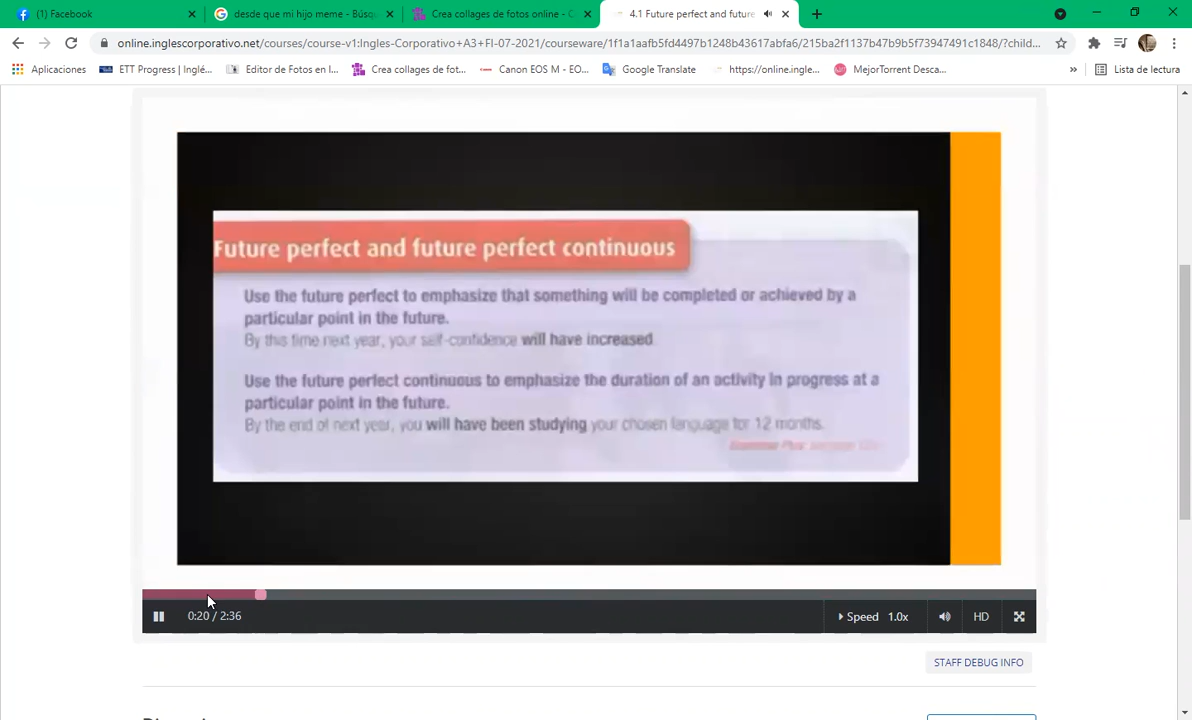 (1) Facebook
desde que mi hijo meme - Búsq
Crea collages de fotos online - C
4.1 Future perfect and future
online.inglescorporativo.net/courses/course-v1:Ingles-Corporativo+A3+FI-07-2021/courseware/1f1a1aafb5fd4497b1248b43617abfa6/215ba2f1137b47b9b5f73947491c1848/?child...
Aplicaciones
ETT Progress | Inglé...
Editor de Fotos en l...
Crea collages de fot...
Canon EOS M - EO...
Google Translate
https://online.ingle...
MejorTorrent Desca...
»
Lista de lectura
Future perfect and future perfect continuous
Use the future perfect to emphasize that something will be completed or achieved by a
particular point in the future.
By this time next year, your self-confidence will have increased.
Use the future perfect continuous to emphasize the duration of an activity in progress at a
particular point in the future.
By the end of next year, you will have been studying your chosen language for 12 months.
Grammar Plus
0:20 / 2:36
Speed 1.0x
HD
STAFF DEBUG INFO